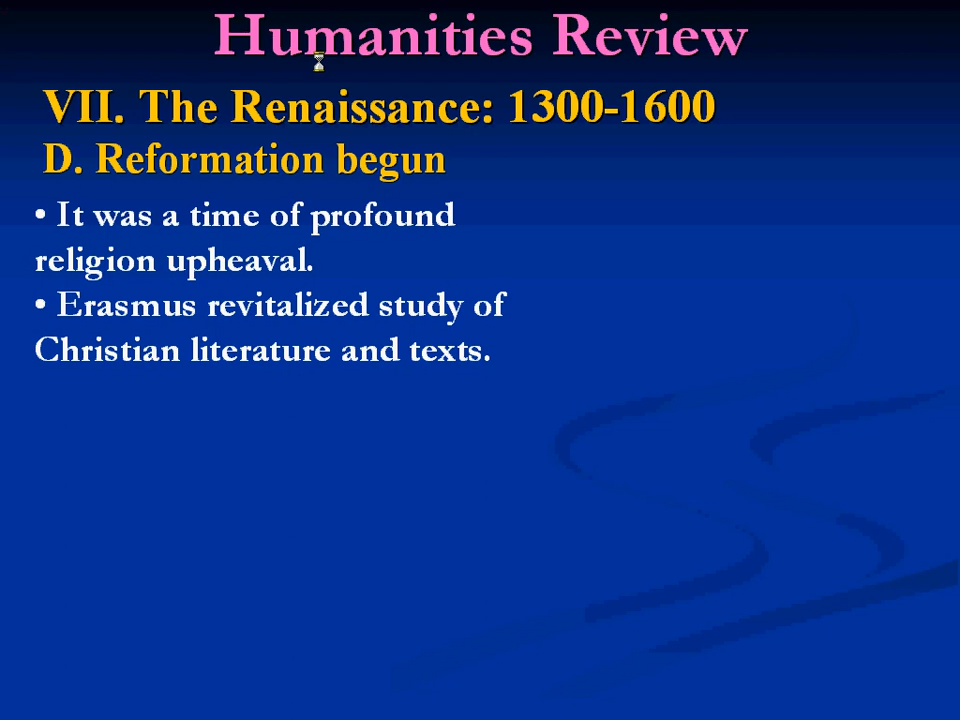 Humanities Review
VII. The Renaissance: 1300-1600
D. Reformation begun
• It was a time of profound
religion upheaval.
• Erasmus revitalized study of
Christian literature and texts.